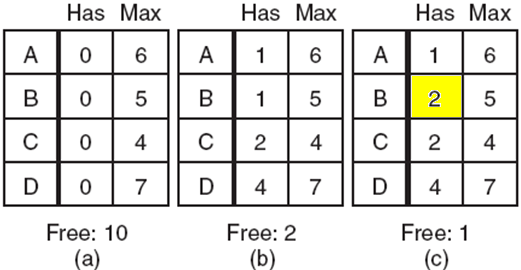 Has Max Has Max Has Max
A 0 6 A 1 6 A 1 6
B 0 5 B 1 5 B 2 5
C 0 4 C 2 4 C 2 4
D 0 7 D 4 7 D 4 7
Free: 10 Free: 2 Free: 1
(a) (b) (c)